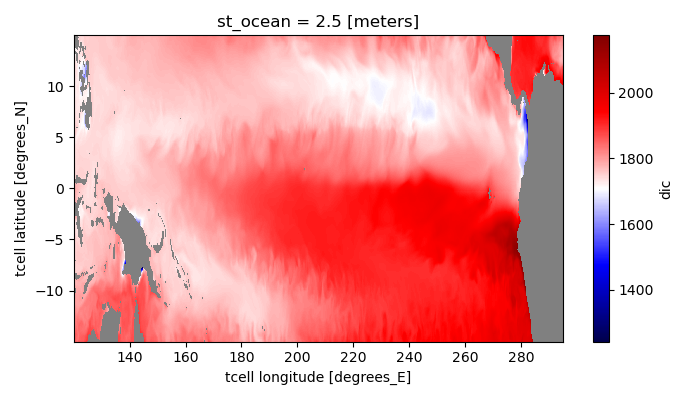 st_ocean = 2.5 [meters]
10
5
0
−5
−10
tcell latitude [degrees_N]
140 160 180 200 220 240 260 280
tcell longitude [degrees_E]
2000
1800
1600
1400
dic